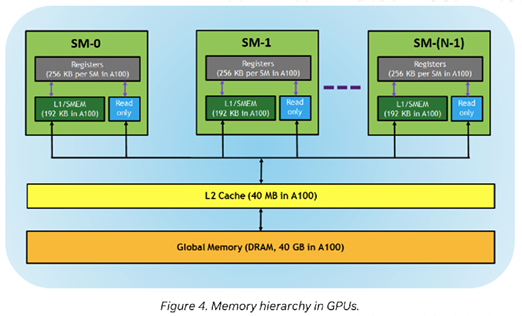 SM-0
SM-1
SM-(N-1)
Registers
(256 KB per SM in A100)
Registers
(256 KB per SM in A100)
Registers
(256 KB per SM in A100)
L1/SMEM
(192 KB in A100)
Read
only
L1/SMEM
(192 KB in A100)
Read
only
L1/SMEM
(192 KB in A100)
Read
only
L2 Cache (40 MB in A100)
Global Memory (DRAM, 40 GB in A100)
Figure 4. Memory hierarchy in GPUs.